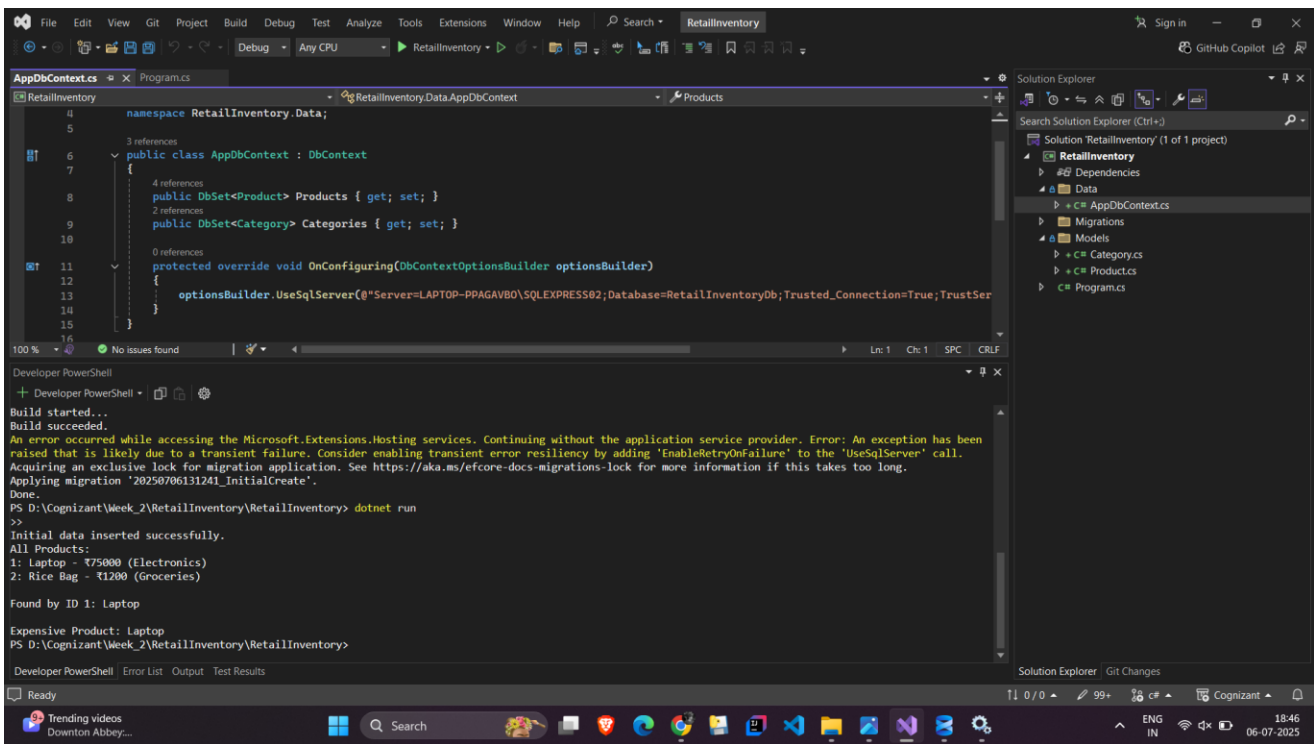 File Edit View Git Project Build Debug Test Analyze Tools Extensions Window Help Search RetailInventory Sign in
Debug Any CPU RetailInventory GitHub Copilot
AppDbContext.cs Program.cs
RetailInventory RetailInventory.Data.AppDbContext Products
4 namespace RetailInventory.Data;
5
3 references
6 public class AppDbContext : DbContext
7 {
4 references
8 public DbSet<Product> Products { get; set; }
2 references
9 public DbSet<Category> Categories { get; set; }
10
0 references
11 protected override void OnConfiguring(DbContextOptionsBuilder optionsBuilder)
12 {
13 optionsBuilder.UseSqlServer(@"Server=LAPTOP-PPAGAVBO\SQLEXPRESS02;Database=RetailInventoryDb;Trusted_Connection=True;TrustSer
14 }
15 }
16
100 % No issues found Ln: 1 Ch: 1 SPC CRLF
Developer PowerShell
Developer PowerShell
Build started...
Build succeeded.
An error occurred while accessing the Microsoft.Extensions.Hosting services. Continuing without the application service provider. Error: An exception has been
raised that is likely due to a transient failure. Consider enabling transient error resiliency by adding 'EnableRetryOnFailure' to the 'UseSqlServer' call.
Acquiring an exclusive lock for migration application. See https://aka.ms/efcore-docs-migrations-lock for more information if this takes too long.
Applying migration '20250706131241_InitialCreate'.
Done.
PS D:\Cognizant\Week_2\RetailInventory\RetailInventory> dotnet run
>>
Initial data inserted successfully.
All Products:
1: Laptop - ₹75000 (Electronics)
2: Rice Bag - ₹1200 (Groceries)
Found by ID 1: Laptop
Expensive Product: Laptop
PS D:\Cognizant\Week_2\RetailInventory\RetailInventory>
Developer PowerShell Error List Output Test Results
Solution Explorer
Search Solution Explorer (Ctrl+;)
Solution 'RetailInventory' (1 of 1 project)
RetailInventory
Dependencies
Data
C# AppDbContext.cs
Migrations
Models
C# Category.cs
C# Product.cs
C# Program.cs
Solution Explorer Git Changes
Ready 0 / 0 99+ c# Cognizant
9+ Trending videos
Downton Abbey:...
Search
ENG
IN
18:46
06-07-2025